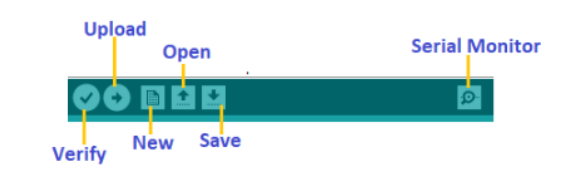 Upload
Open
Serial Monitor
Verify
New
Save